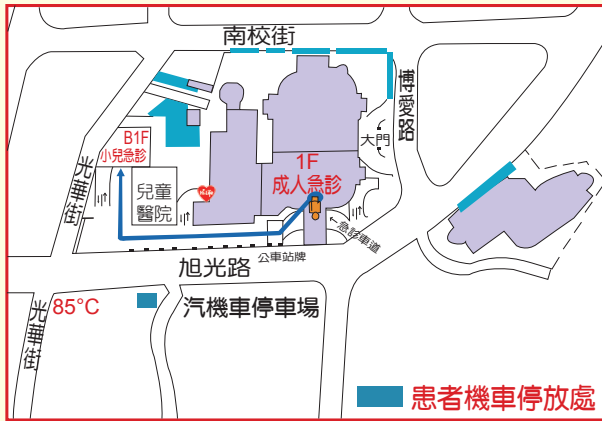 南校街
博愛路
大門
B1F
小兒急診
1F
成人急診
光華街
兒童
醫院
急診車道
公車站牌
旭光路
85°C
汽機車停車場
光華街
患者機車停放處